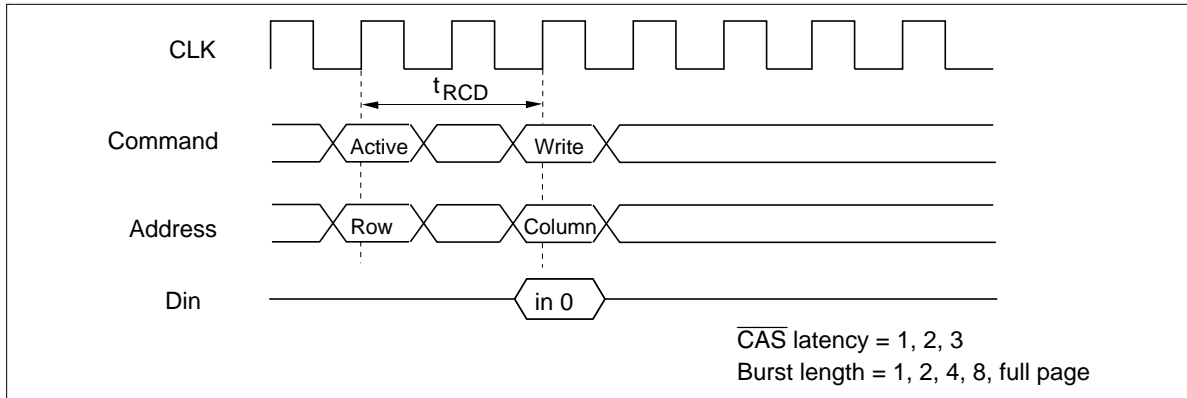 CLK
tRCD
Command
Active
Write
Address
Row
Column
Din
in 0
CAS latency = 1, 2, 3
Burst length = 1, 2, 4, 8, full page